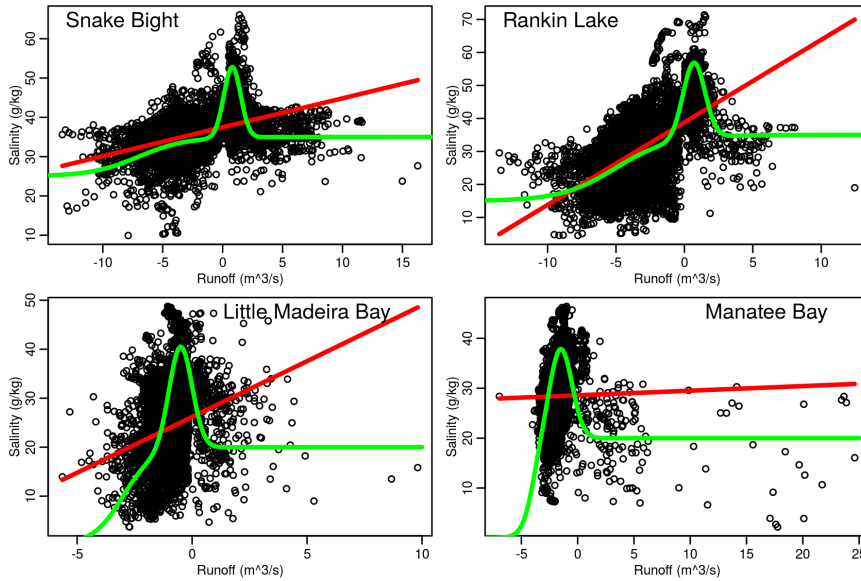 Snake Bight
Salinity (g/kg)
60
50
40
30
20
10
-10 -5 0 5 10 15
Runoff (m^3/s)
Rankin Lake
Salinity (g/kg)
70
60
50
40
30
20
10
-10 -5 0 5 10
Runoff (m^3/s)
Little Madeira Bay
Salinity (g/kg)
50
40
30
20
10
-5 0 5 10
Runoff (m^3/s)
Manatee Bay
Salinity (g/kg)
40
30
20
10
-5 0 5 10 15 20 25
Runoff (m^3/s)